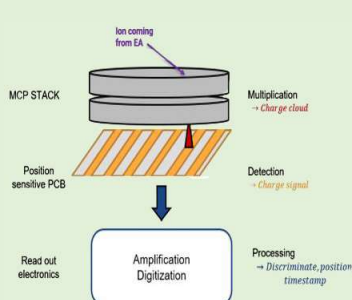 Ion coming
from EA
MCP STACK
Multiplication
→ Charge cloud
Position
sensitive PCB
Detection
→ Charge signal
Read out
electronics
Amplification
Digitization
Processing
→ Discriminate, position
timestamp